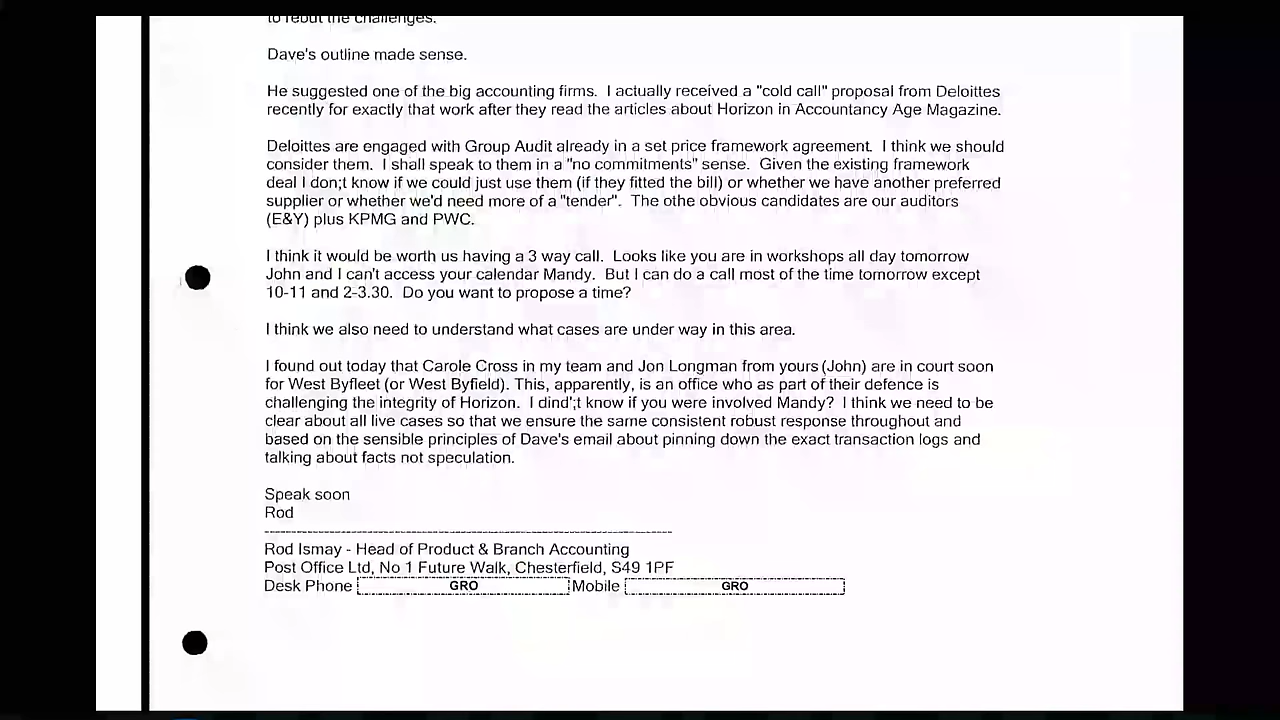 to rebut the challenges.
Dave's outline made sense.
He suggested one of the big accounting firms. I actually received a "cold call" proposal from Deloittes
recently for exactly that work after they read the articles about Horizon in Accountancy Age Magazine.
Deloittes are engaged with Group Audit already in a set price framework agreement. I think we should
consider them. I shall speak to them in a "no commitments" sense. Given the existing framework
deal I don;t know if we could just use them (if they fitted the bill) or whether we have another preferred
supplier or whether we'd need more of a "tender". The othe obvious candidates are our auditors
(E&Y) plus KPMG and PWC.
I think it would be worth us having a 3 way call. Looks like you are in workshops all day tomorrow
John and I can't access your calendar Mandy. But I can do a call most of the time tomorrow except
10-11 and 2-3.30. Do you want to propose a time?
I think we also need to understand what cases are under way in this area.
I found out today that Carole Cross in my team and Jon Longman from yours (John) are in court soon
for West Byfleet (or West Byfield). This, apparently, is an office who as part of their defence is
challenging the integrity of Horizon. I dind';t know if you were involved Mandy? I think we need to be
clear about all live cases so that we ensure the same consistent robust response throughout and
based on the sensible principles of Dave's email about pinning down the exact transaction logs and
talking about facts not speculation.
Speak soon
Rod
Rod Ismay - Head of Product & Branch Accounting
Post Office Ltd, No 1 Future Walk, Chesterfield, S49 1PF
Desk Phone GRO Mobile GRO